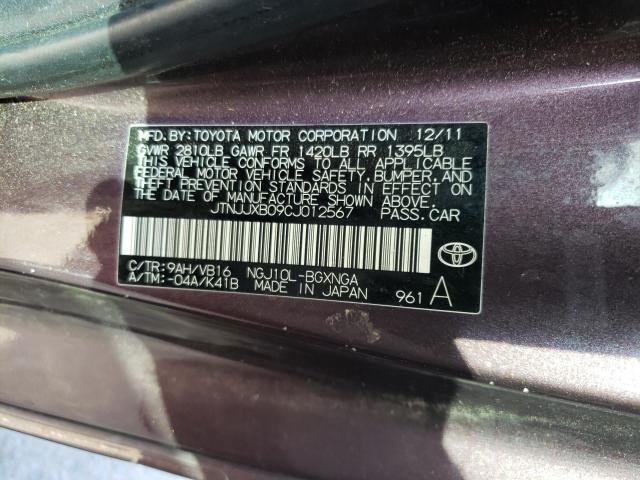 MFD.BY:TOYOTA MOTOR CORPORATION 12/11
GVWR 2810LB GAWR FR 1420LB RR 1395LB
THIS VEHICLE CONFORMS TO ALL APPLICABLE
FEDERAL MOTOR VEHICLE SAFETY,BUMPER,AND
THEFT PREVENTION STANDARDS IN EFFECT ON
THE DATE OF MANUFACTURE SHOWN ABOVE.
JTNJJXB09CJ012567 PASS.CAR
C/TR:9AH/VB16 NGJ10L-BGXNGA
A/TM:-04A/K41B MADE IN JAPAN 961 A